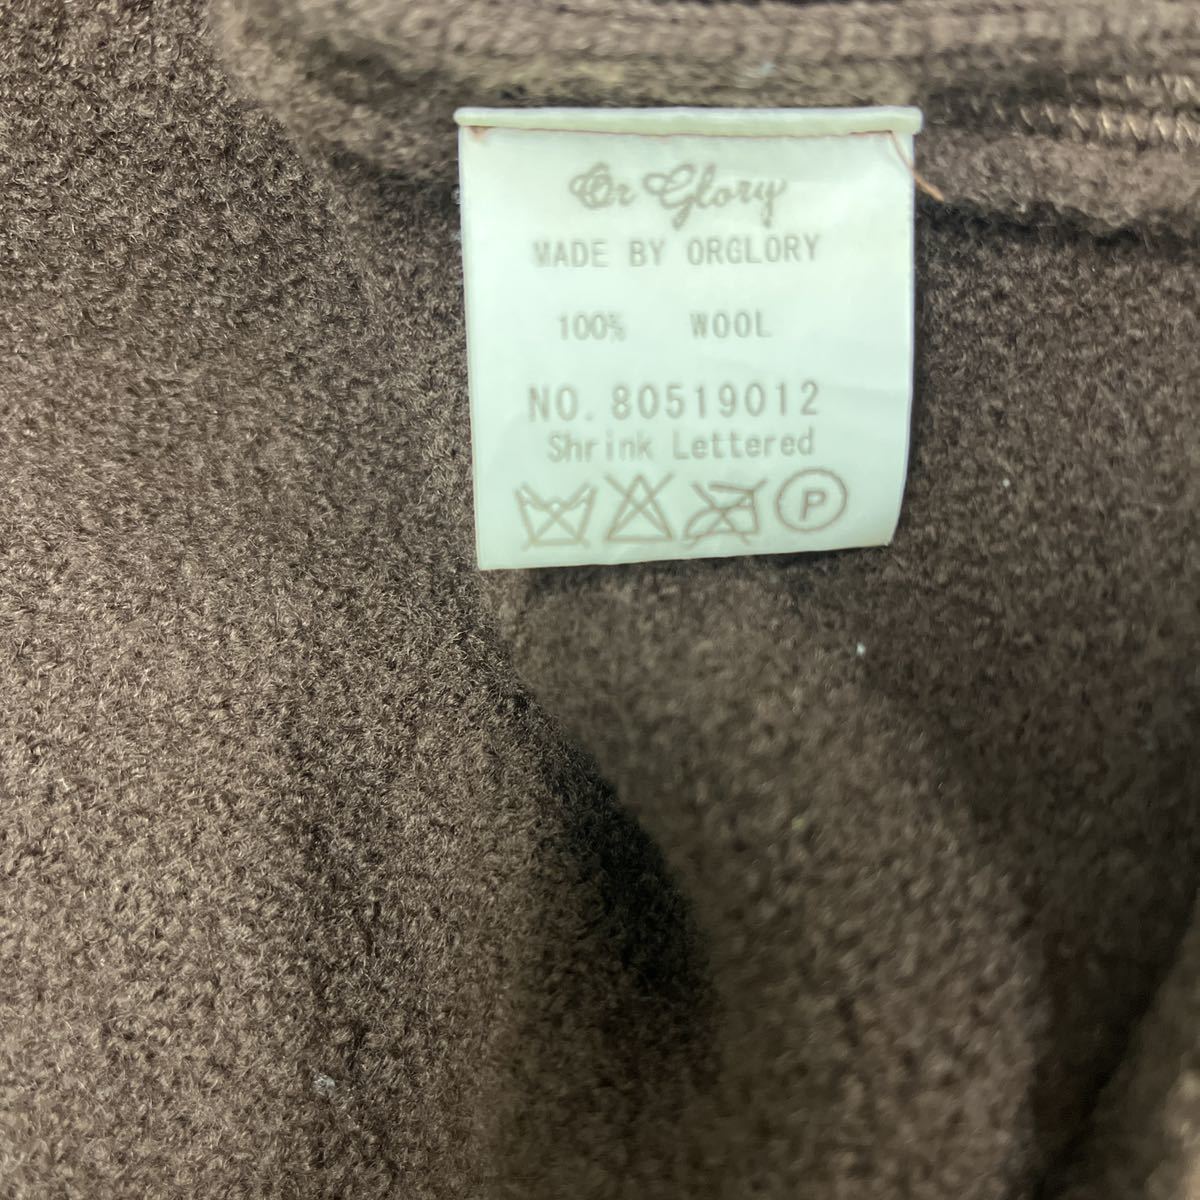 Or Glory
MADE BY ORGLORY
100% WOOL
NO. 80519012
Shrink Lettered
P